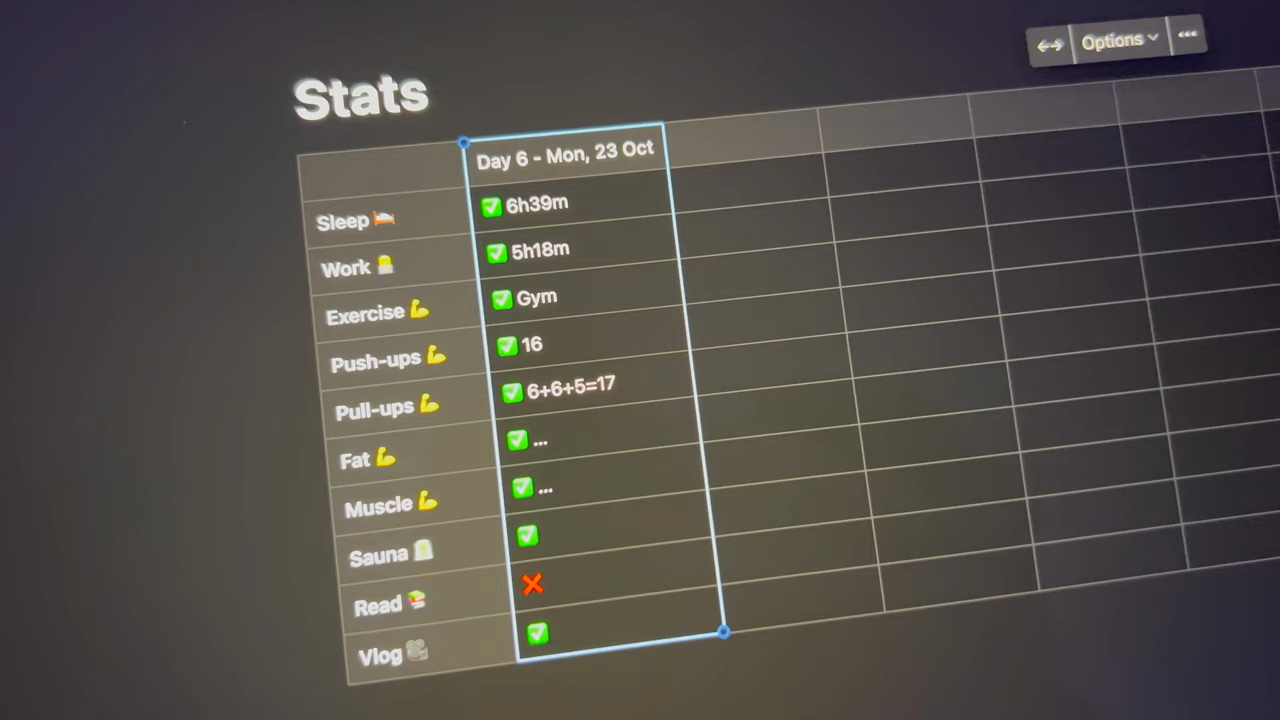 Options
Stats
Day 6 - Mon, 23 Oct
Sleep 🛌 ✅ 6h39m
Work 👨‍💻 ✅ 5h18m
Exercise 💪 ✅ Gym
Push-ups 💪 ✅ 16
Pull-ups 💪 ✅ 6+6+5=17
Fat 💪 ✅ ...
Muscle 💪 ✅ ...
Sauna ✅
Read 📚 ❌
Vlog ✅